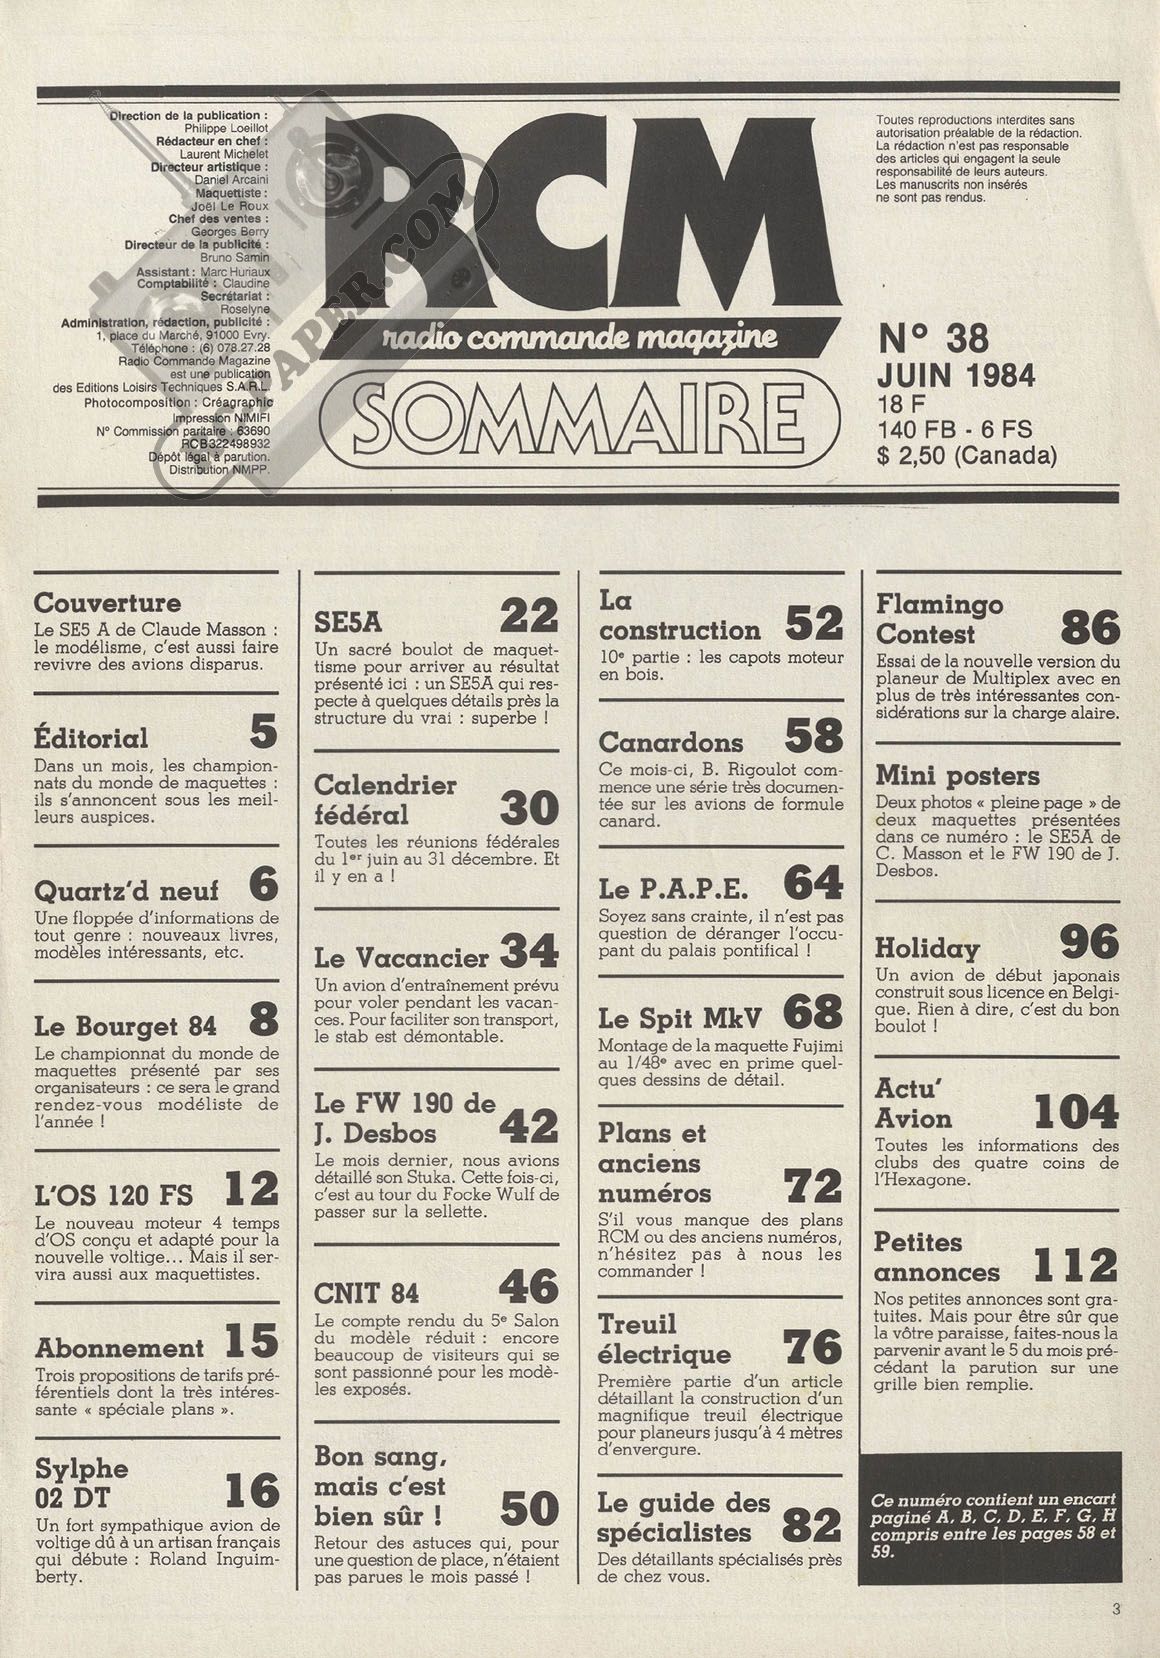 Direction de la publication :
Philippe Loeillot
Rédacteur en chef :
Laurent Michelet
Directeur artistique :
Daniel Arcaini
Maquettiste :
Joël Le Roux
Chef des ventes :
Georges Berry
Directeur de la publicité :
Bruno Samin
Assistant : Marc Huriaux
Comptabilité : Claudine
Secrétariat :
Roselyne
Administration, rédaction, publicité :
1, place du Marché, 91000 Evry.
Téléphone : (6) 078.27.28
Radio Commande Magazine
est une publication
des Editions Loisirs Techniques S.A.R.L.
Photocomposition : Créagraphic
Impression NIMIFI
N° Commission paritaire : 63690
RCB322498932
Dépôt légal à parution.
Distribution NMPP.
RCM
radio commande magazine
SOMMAIRE
Toutes reproductions interdites sans
autorisation préalable de la rédaction.
La rédaction n'est pas responsable
des articles qui engagent la seule
responsabilité de leurs auteurs.
Les manuscrits non insérés
ne sont pas rendus.
N° 38
JUIN 1984
18 F
140 FB - 6 FS
$ 2,50 (Canada)
Couverture
Le SE5 A de Claude Masson :
le modélisme, c'est aussi faire
revivre des avions disparus.
Éditorial 5
Dans un mois, les champion-
nats du monde de maquettes :
ils s'annoncent sous les meil-
leurs auspices.
Quartz'd neuf 6
Une floppée d'informations de
tout genre : nouveaux livres,
modèles intéressants, etc.
Le Bourget 84 8
Le championnat du monde de
maquettes présenté par ses
organisateurs : ce sera le grand
rendez-vous modéliste de
l'année !
L'OS 120 FS 12
Le nouveau moteur 4 temps
d'OS conçu et adapté pour la
nouvelle voltige... Mais il ser-
vira aussi aux maquettistes.
Abonnement 15
Trois propositions de tarifs pré-
férentiels dont la très intéres-
sante « spéciale plans ».
Sylphe
02 DT 16
Un fort sympathique avion de
voltige dû à un artisan français
qui débute : Roland Inguim-
berty.
SE5A 22
Un sacré boulot de maquet-
tisme pour arriver au résultat
présenté ici : un SE5A qui res-
pecte à quelques détails près la
structure du vrai : superbe !
Calendrier
fédéral 30
Toutes les réunions fédérales
du 1er juin au 31 décembre. Et
il y en a !
Le Vacancier 34
Un avion d'entraînement prévu
pour voler pendant les vacan-
ces. Pour faciliter son transport,
le stab est démontable.
Le FW 190 de
J. Desbos 42
Le mois dernier, nous avions
détaillé son Stuka. Cette fois-ci,
c'est au tour du Focke Wulf de
passer sur la sellette.
CNIT 84 46
Le compte rendu du 5e Salon
du modèle réduit : encore
beaucoup de visiteurs qui se
sont passionné pour les modè-
les exposés.
Bon sang,
mais c'est
bien sûr ! 50
Retour des astuces qui, pour
une question de place, n'étaient
pas parues le mois passé !
La
construction 52
10e partie : les capots moteur
en bois.
Canardons 58
Ce mois-ci, B. Rigoulot com-
mence une série très documen-
tée sur les avions de formule
canard.
Le P.A.P.E. 64
Soyez sans crainte, il n'est pas
question de déranger l'occu-
pant du palais pontifical !
Le Spit MkV 68
Montage de la maquette Fujimi
au 1/48e avec en prime quel-
ques dessins de détail.
Plans et
anciens
numéros 72
S'il vous manque des plans
RCM ou des anciens numéros,
n'hésitez pas à nous les
commander !
Treuil
électrique 76
Première partie d'un article
détaillant la construction d'un
magnifique treuil électrique
pour planeurs jusqu'à 4 mètres
d'envergure.
Le guide des
spécialistes 82
Des détaillants spécialisés près
de chez vous.
Flamingo
Contest 86
Essai de la nouvelle version du
planeur de Multiplex avec en
plus de très intéressantes con-
sidérations sur la charge alaire.
Mini posters
Deux photos « pleine page » de
deux maquettes présentées
dans ce numéro : le SE5A de
C. Masson et le FW 190 de J.
Desbos.
Holiday 96
Un avion de début japonais
construit sous licence en Belgi-
que. Rien à dire, c'est du bon
boulot !
Actu'
Avion 104
Toutes les informations des
clubs des quatre coins de
l'Hexagone.
Petites
annonces 112
Nos petites annonces sont gra-
tuites. Mais pour être sûr que
la vôtre paraisse, faites-nous la
parvenir avant le 5 du mois pré-
cédant la parution sur une
grille bien remplie.
Ce numéro contient un encart
paginé A, B, C, D, E, F, G, H
compris entre les pages 58 et
59.
3